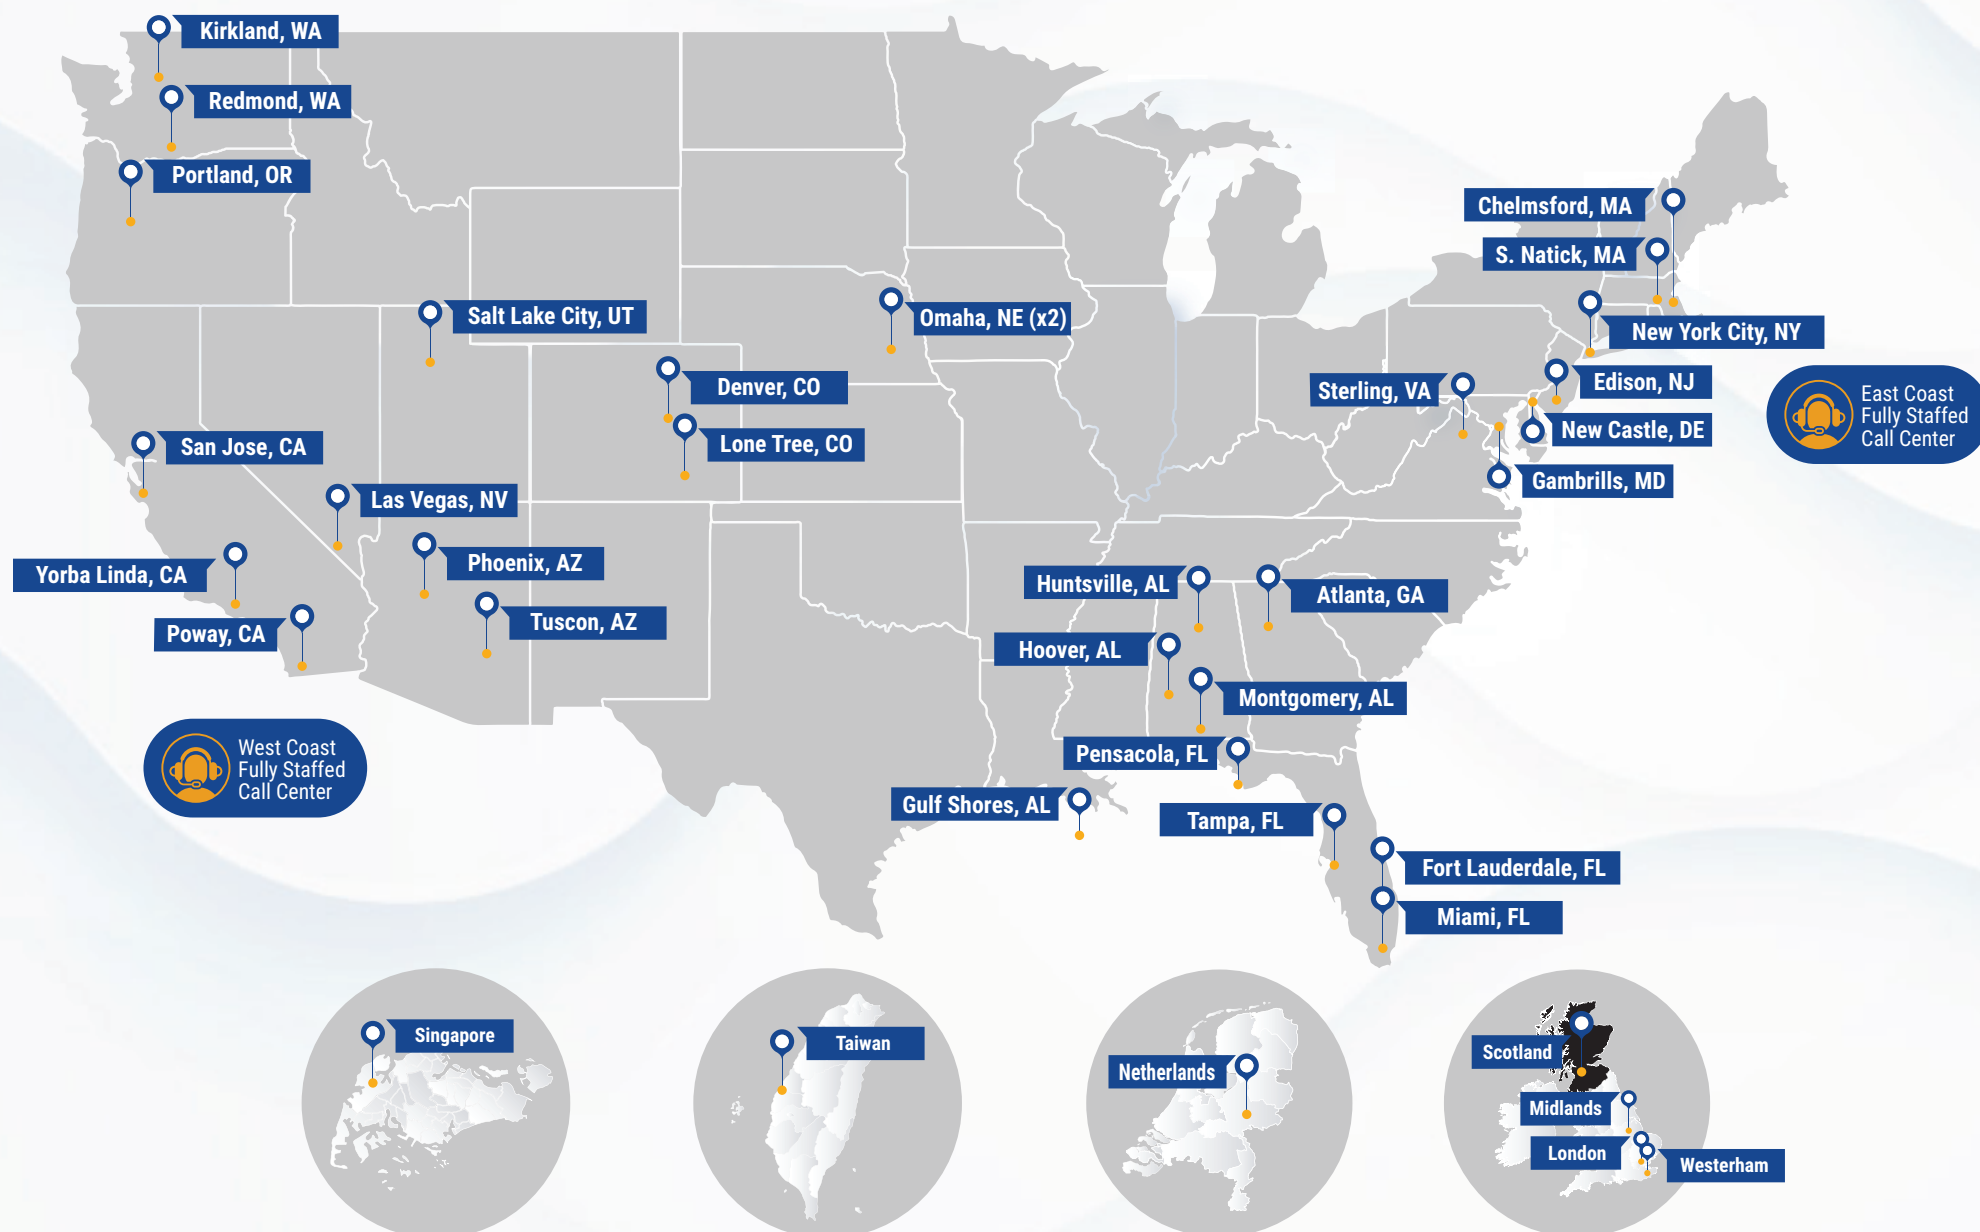 Kirkland, WA
Redmond, WA
Portland, OR
Chelmsford, MA
S. Natick, MA
Salt Lake City, UT
Omaha, NE (x2)
New York City, NY
Denver, CO
Sterling, VA
Edison, NJ
East Coast
Fully Staffed
Call Center
New Castle, DE
San Jose, CA
Lone Tree, CO
Gambrills, MD
Las Vegas, NV
Phoenix, AZ
Yorba Linda, CA
Huntsville, AL
Atlanta, GA
Tuscon, AZ
Poway, CA
Hoover, AL
Montgomery, AL
West Coast
Fully Staffed
Call Center
Pensacola, FL
Gulf Shores, AL
Tampa, FL
Fort Lauderdale, FL
Miami, FL
Singapore
Taiwan
Netherlands
Scotland
Midlands
London
Westerham